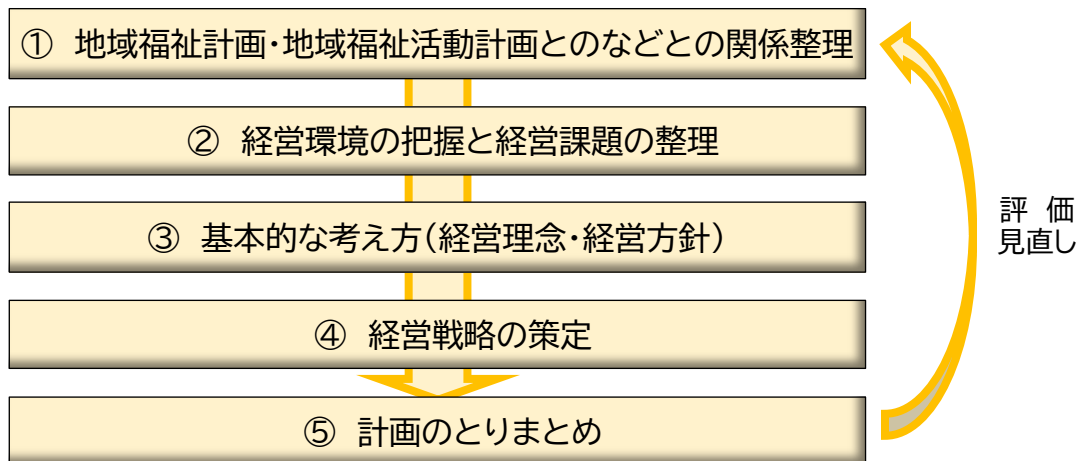 ① 地域福祉計画・地域福祉活動計画とのなどとの関係整理
② 経営環境の把握と経営課題の整理
③ 基本的な考え方(経営理念・経営方針)
④ 経営戦略の策定
⑤ 計画のとりまとめ
評 価
見直し